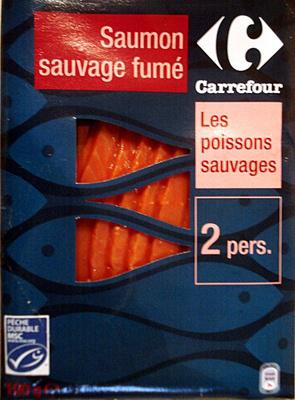 Saumon
sauvage fumé
Carrefour
Les
poissons
sauvages
2 pers.
PÊCHE
DURABLE
MSC